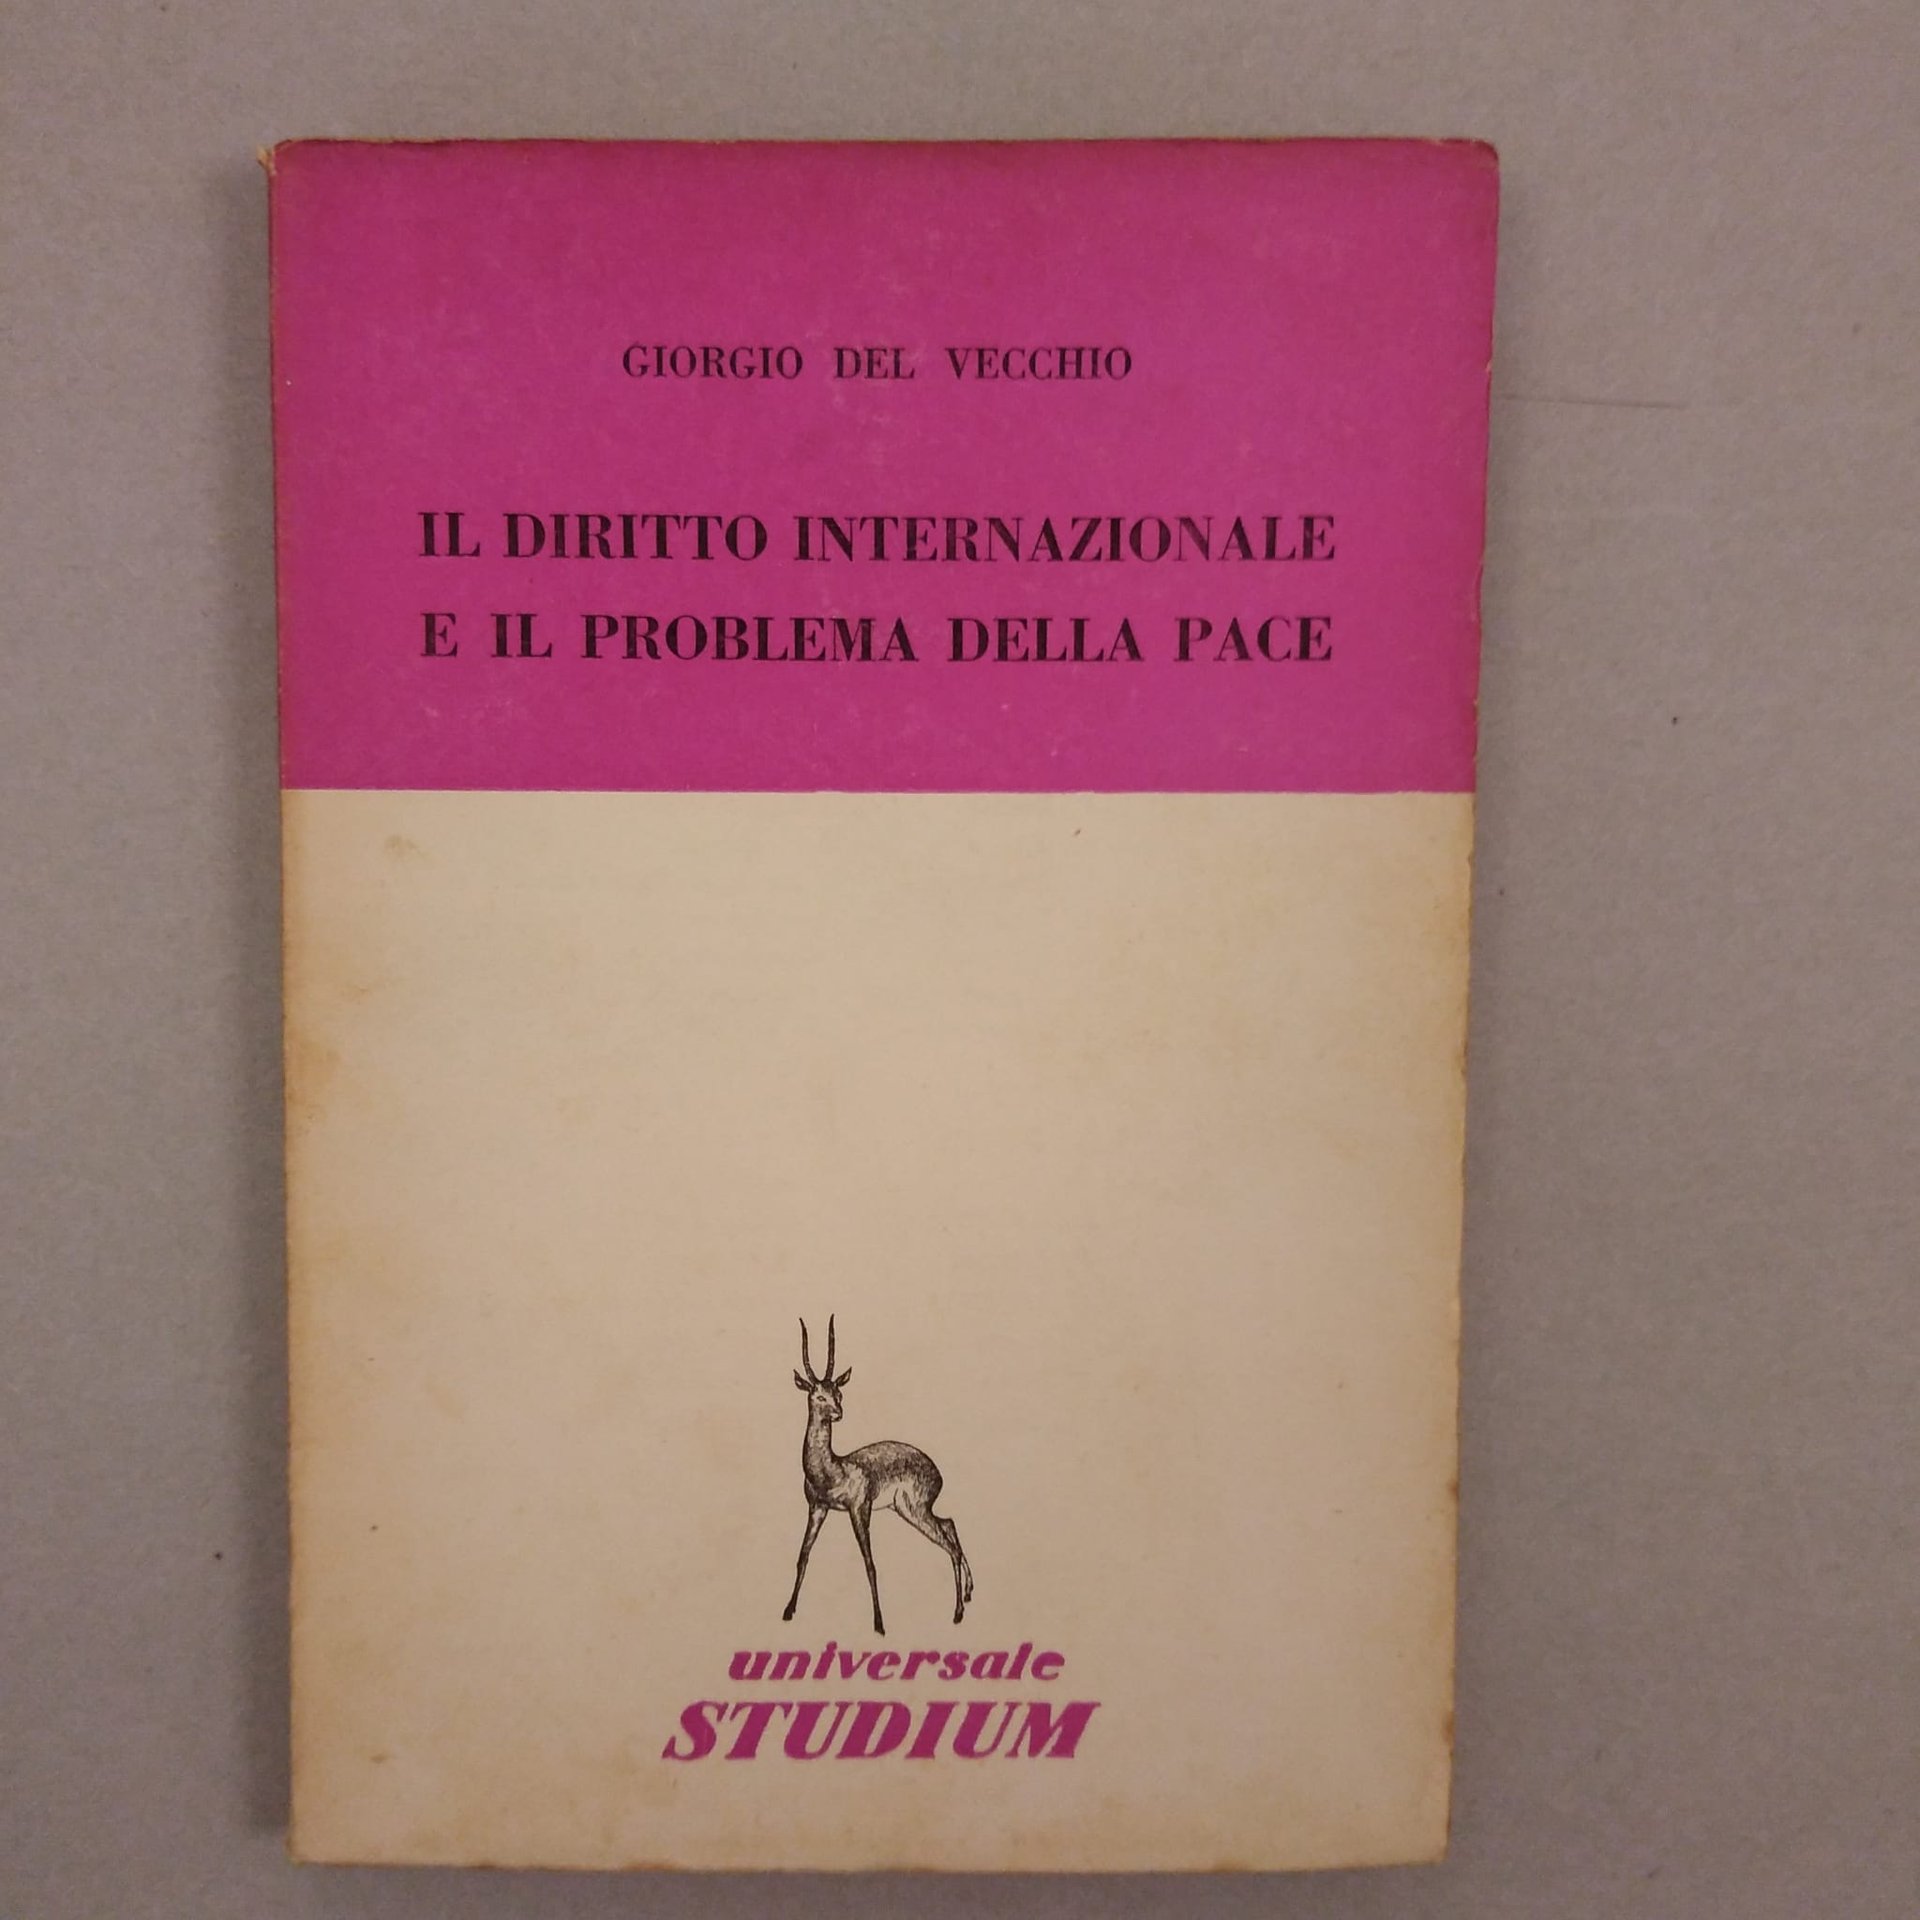 GIORGIO DEL VECCHIO
IL DIRITTO INTERNAZIONALE
E IL PROBLEMA DELLA PACE
universale
STUDIUM